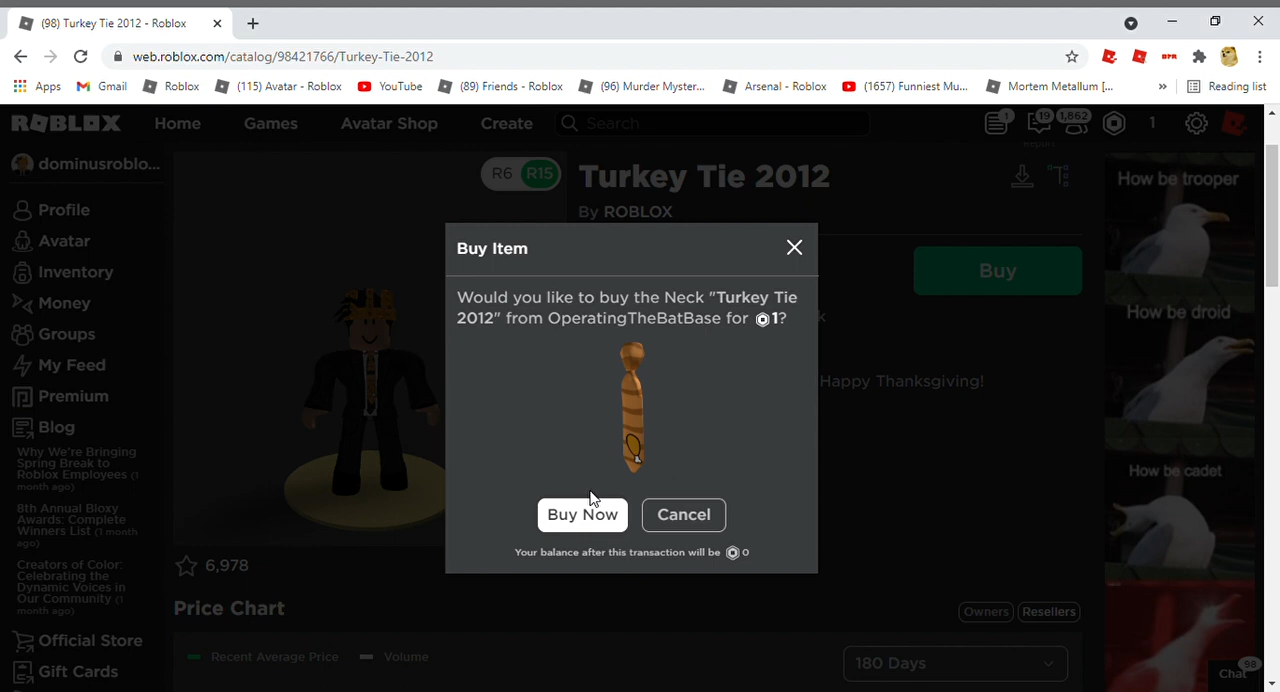 (98) Turkey Tie 2012 - Roblox
web.roblox.com/catalog/98421766/Turkey-Tie-2012
Apps Gmail Roblox (115) Avatar - Roblox YouTube (89) Friends - Roblox (96) Murder Myster... Arsenal - Roblox (1657) Funniest Mu... Mortem Metallum [... » Reading list
ROBLOX Home Games Avatar Shop Create Search 1 19 1,862 1
dominusroblo...
Profile
Avatar
Inventory
Money
Groups
My Feed
Premium
Blog
Why We're Bringing
Spring Break to
Roblox Employees (1
month ago)
8th Annual Bloxy
Awards: Complete
Winners List (1 month
ago)
Creators of Color:
Celebrating the
Dynamic Voices in
Our Community (1
month ago)
Official Store
Gift Cards
R6 R15
Report
Turkey Tie 2012
By ROBLOX
Buy
Happy Thanksgiving!
Buy Item
Would you like to buy the Neck "Turkey Tie
2012" from OperatingTheBatBase for 1?
Buy Now Cancel
Your balance after this transaction will be 0
6,978
Price Chart Owners Resellers
Recent Average Price Volume 180 Days
How be trooper
How be droid
How be cadet
Chat 98